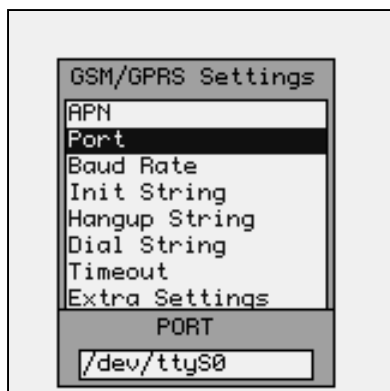 GSM/GPRS Settings
APN
Port
Baud Rate
Init String
Hangup String
Dial String
Timeout
Extra Settings
PORT
/dev/ttyS0